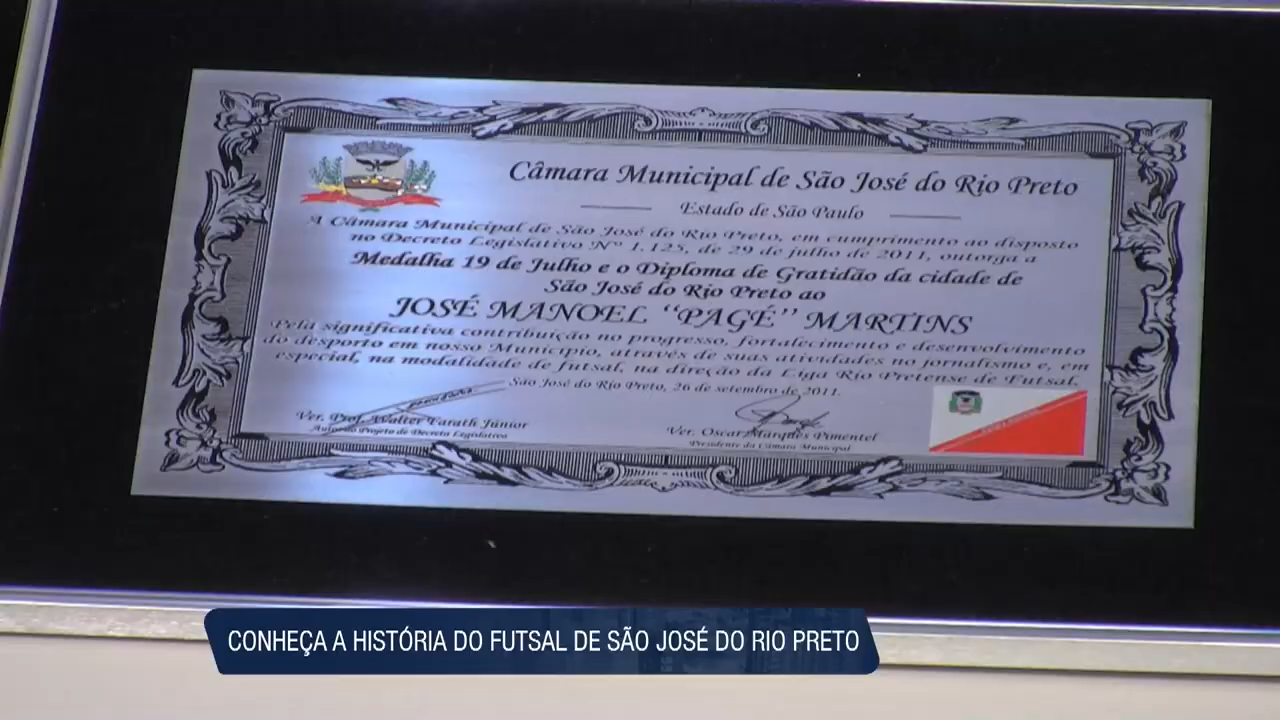 Câmara Municipal de São José do Rio Preto
Estado de São Paulo
A Câmara Municipal de São José do Rio Preto, em cumprimento ao disposto
no Decreto Legislativo Nº 1.125, de 29 de julho de 2011, outorga a
Medalha 19 de Julho e o Diploma de Gratidão da cidade de
São José do Rio Preto ao
JOSÉ MANOEL “PAGÉ” MARTINS
Pela significativa contribuição no progresso, fortalecimento e desenvolvimento
do desporto em nosso Município, através de suas atividades no jornalismo e, em
especial, na modalidade de futsal, na direção da Liga Rio Pretense de Futsal.
São José do Rio Preto, 26 de setembro de 2011.
Ver. Prof. Walter Farath Júnior
Autor do Projeto de Decreto Legislativo
Ver. Oscar Marques Pimentel
Presidente da Câmara Municipal
CONHEÇA A HISTÓRIA DO FUTSAL DE SÃO JOSÉ DO RIO PRETO